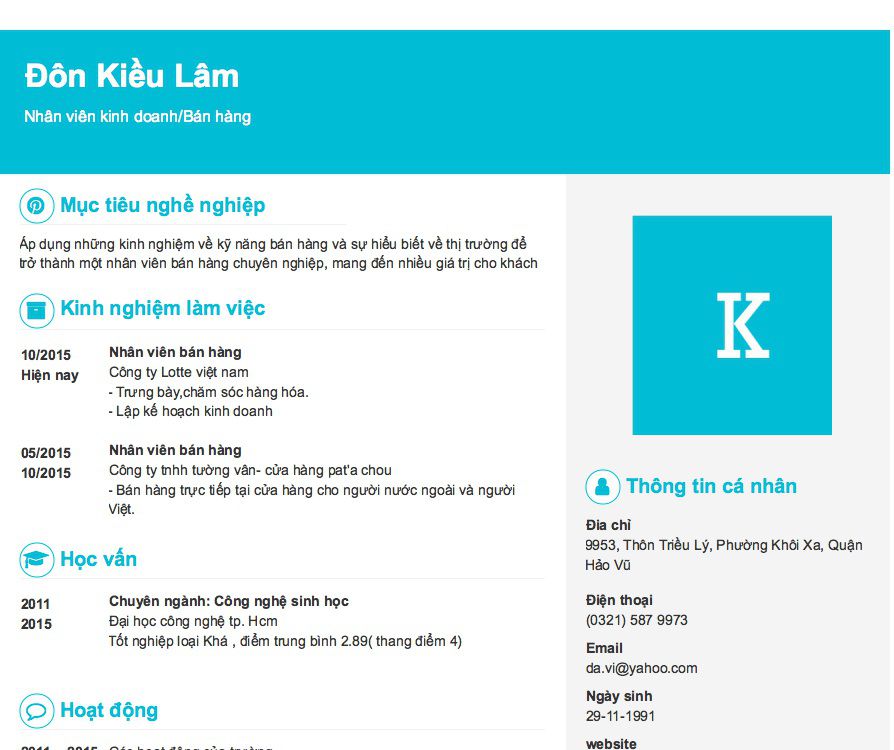 Đôn Kiều Lâm
Nhân viên kinh doanh/Bán hàng
Mục tiêu nghề nghiệp
Áp dụng những kinh nghiệm về kỹ năng bán hàng và sự hiểu biết về thị trường để
trở thành một nhân viên bán hàng chuyên nghiệp, mang đến nhiều giá trị cho khách
Kinh nghiệm làm việc
10/2015
Hiện nay
Nhân viên bán hàng
Công ty Lotte việt nam
- Trưng bày,chăm sóc hàng hóa.
- Lập kế hoạch kinh doanh
05/2015
10/2015
Nhân viên bán hàng
Công ty tnhh tường vân- cửa hàng pat'a chou
- Bán hàng trực tiếp tại cửa hàng cho người nước ngoài và người
Việt.
Học vấn
2011
2015
Chuyên ngành: Công nghệ sinh học
Đại học công nghệ tp. Hcm
Tốt nghiệp loại Khá , điểm trung bình 2.89( thang điểm 4)
Hoạt động
2011 2015 Các hoạt động của trường
K
Thông tin cá nhân
Địa chỉ
9953, Thôn Triều Lý, Phường Khôi Xa, Quận
Hảo Vũ
Điện thoại
(0321) 587 9973
Email
da.vi@yahoo.com
Ngày sinh
29-11-1991
website